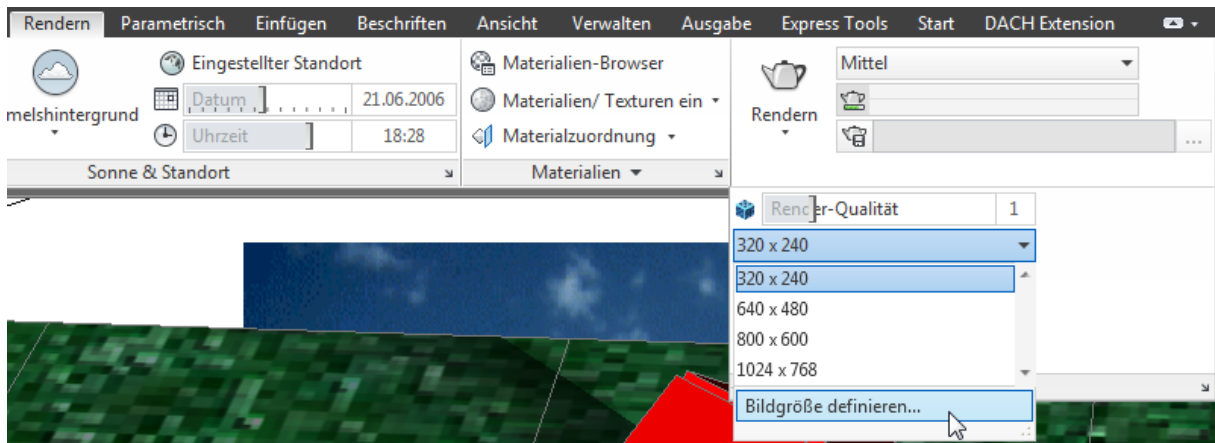 Rendern Parametrisch Einfügen Beschriften Ansicht Verwalten Ausgabe Express Tools Start DACH Extension
Eingestellter Standort
melshintergrund
Datum 21.06.2006
Uhrzeit 18:28
Sonne & Standort
Materialien-Browser
Materialien/ Texturen ein
Materialzuordnung
Materialien
Rendern
Mittel
...
Render-Qualität 1
320 x 240
320 x 240
640 x 480
800 x 600
1024 x 768
Bildgröße definieren...